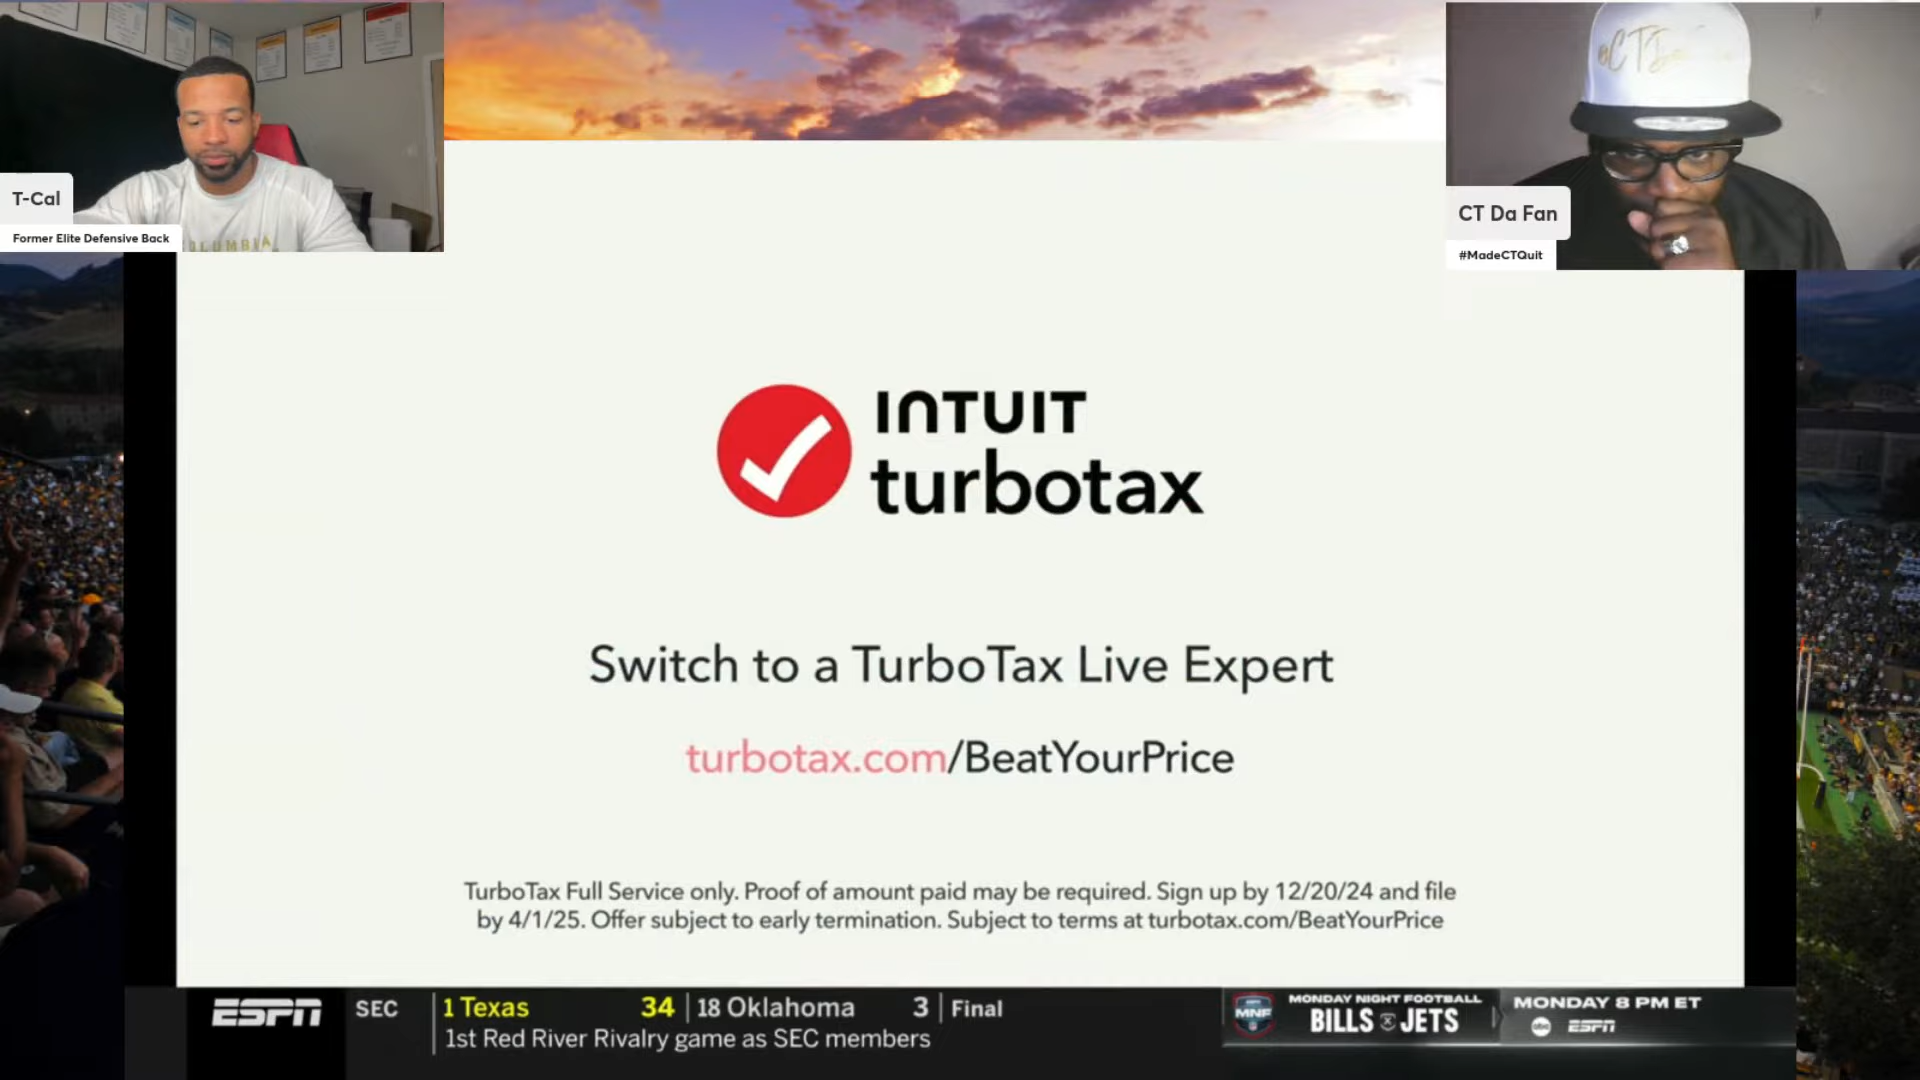 T-Cal
Former Elite Defensive Back
COLUMBIA
CT Da Fan
#MadeCTQuit
INTUIT
turbotax
Switch to a TurboTax Live Expert
turbotax.com/BeatYourPrice
TurboTax Full Service only. Proof of amount paid may be required. Sign up by 12/20/24 and file
by 4/1/25. Offer subject to early termination. Subject to terms at turbotax.com/BeatYourPrice
ESPN
SEC
1 Texas 34 18 Oklahoma 3 Final
1st Red River Rivalry game as SEC members
MNF
MONDAY NIGHT FOOTBALL
BILLS X JETS
MONDAY 8 PM ET
abc ESPN